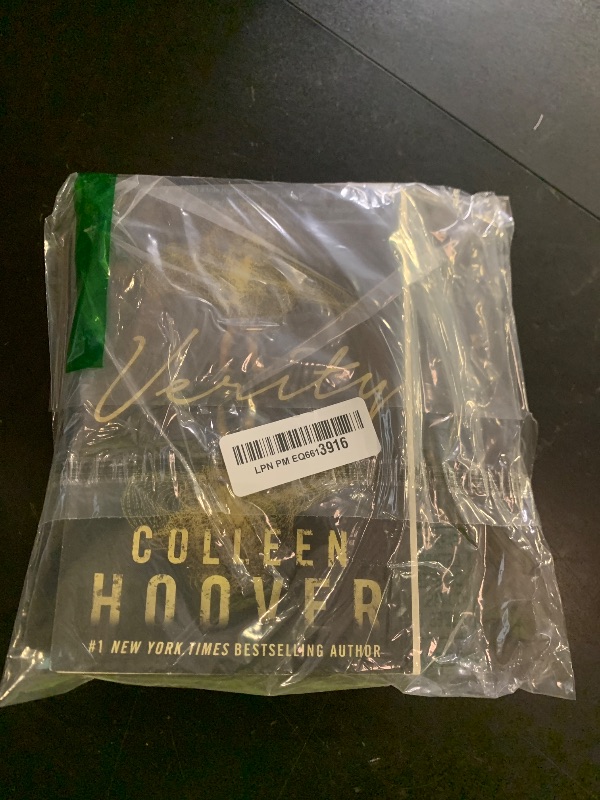 Verity
LPN PM EQ6613916
COLLEEN
HOOVER
#1 NEW YORK TIMES BESTSELLING AUTHOR